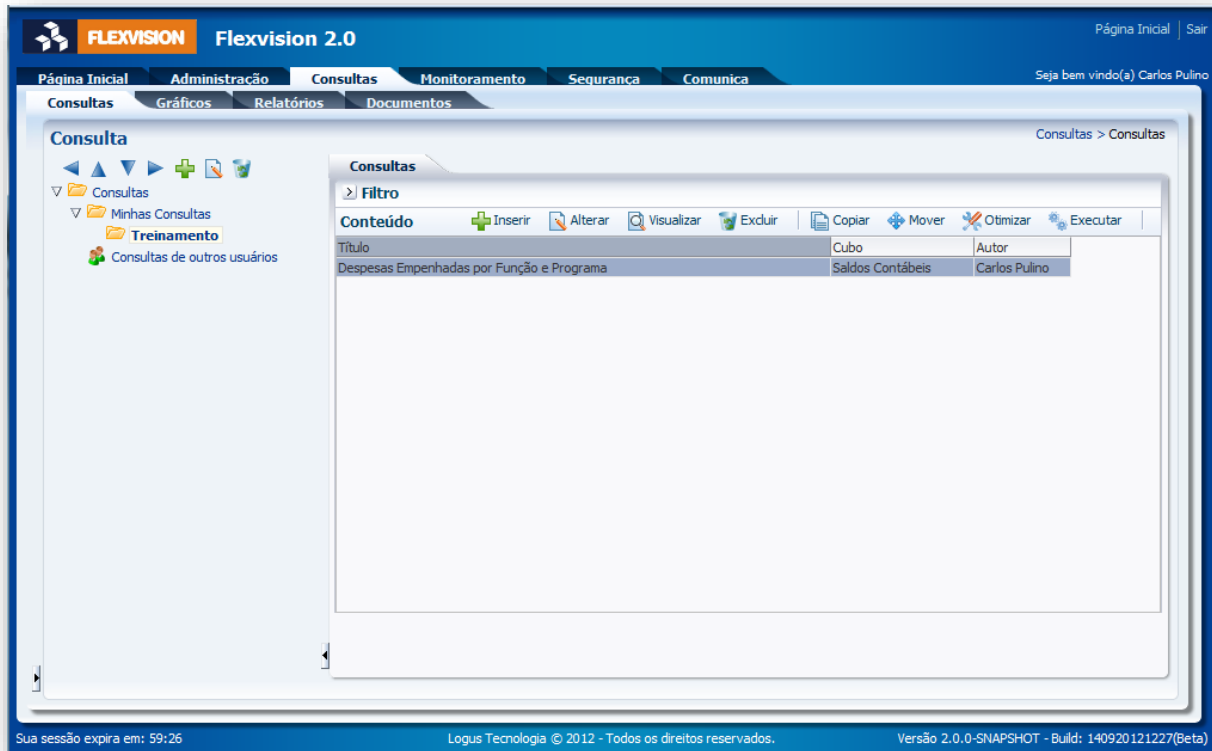 Página Inicial Sair
FLEXVISION Flexvision 2.0
Página Inicial Administração Consultas Monitoramento Segurança Comunica Seja bem vindo(a) Carlos Pulino
Consultas Gráficos Relatórios Documentos
Consulta Consultas > Consultas
Consultas
Consultas
Minhas Consultas
Treinamento
Consultas de outros usuários
Filtro
Conteúdo Inserir Alterar Visualizar Excluir Copiar Mover Otimizar Executar
Título Cubo Autor
Despesas Empenhadas por Função e Programa Saldos Contábeis Carlos Pulino
Sua sessão expira em: 59:26 Logus Tecnologia © 2012 - Todos os direitos reservados. Versão 2.0.0-SNAPSHOT - Build: 140920121227(Beta)